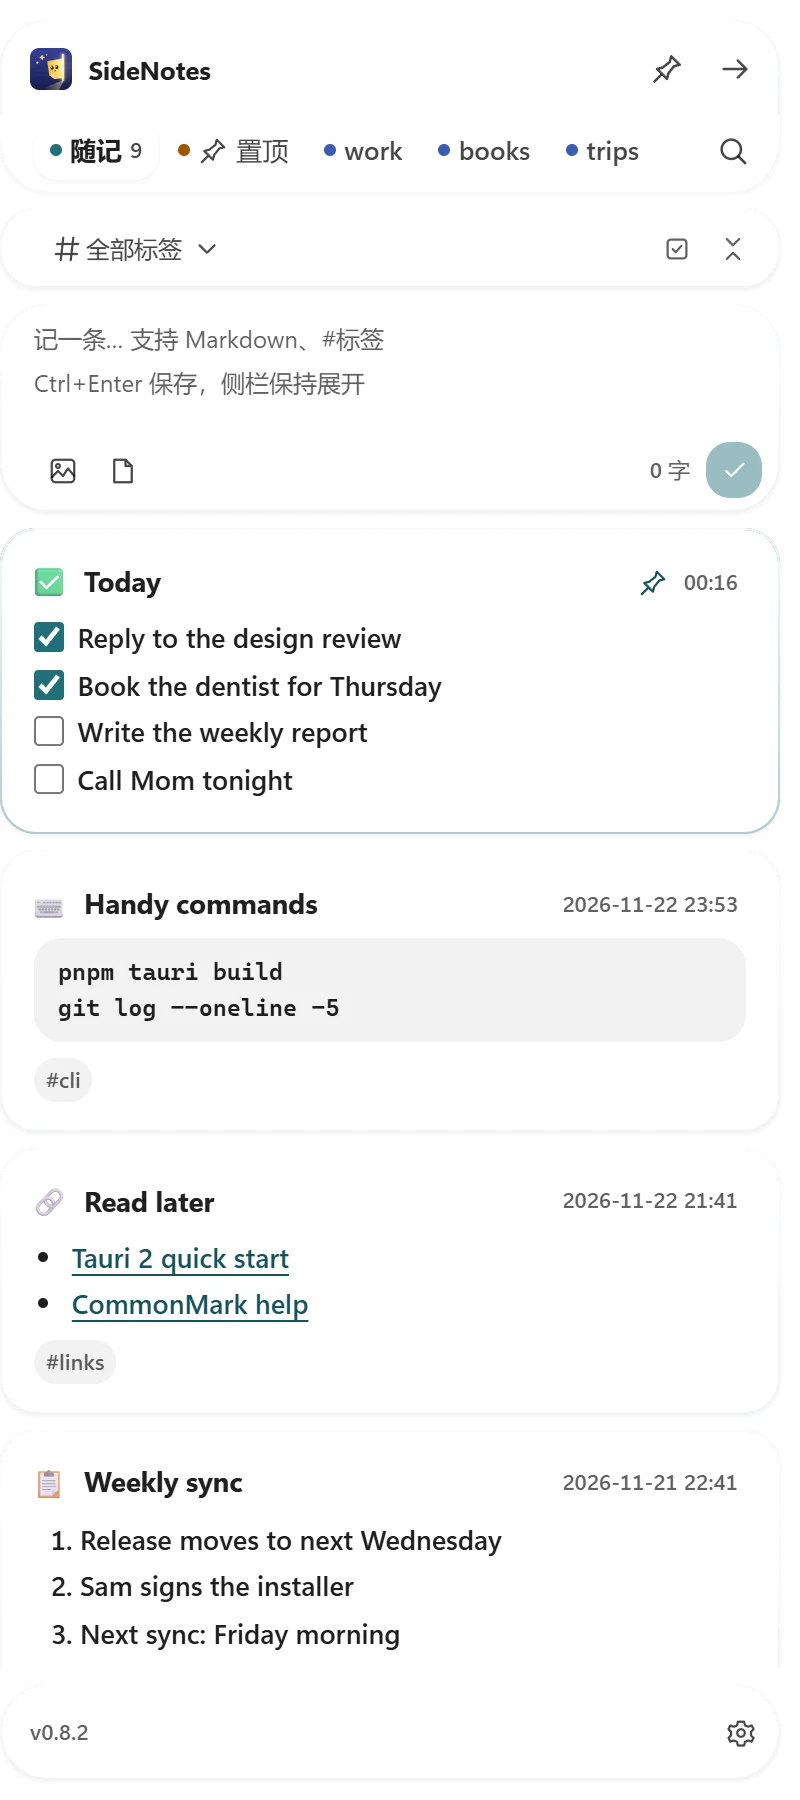 SideNotes
随记 9 置顶 work books trips
全部标签
记一条... 支持 Markdown、#标签
Ctrl+Enter 保存，侧栏保持展开
0 字
Today 00:16
Reply to the design review
Book the dentist for Thursday
Write the weekly report
Call Mom tonight
Handy commands 2026-11-22 23:53
pnpm tauri build
git log --oneline -5
#cli
Read later 2026-11-22 21:41
• Tauri 2 quick start
• CommonMark help
#links
Weekly sync 2026-11-21 22:41
1. Release moves to next Wednesday
2. Sam signs the installer
3. Next sync: Friday morning
v0.8.2